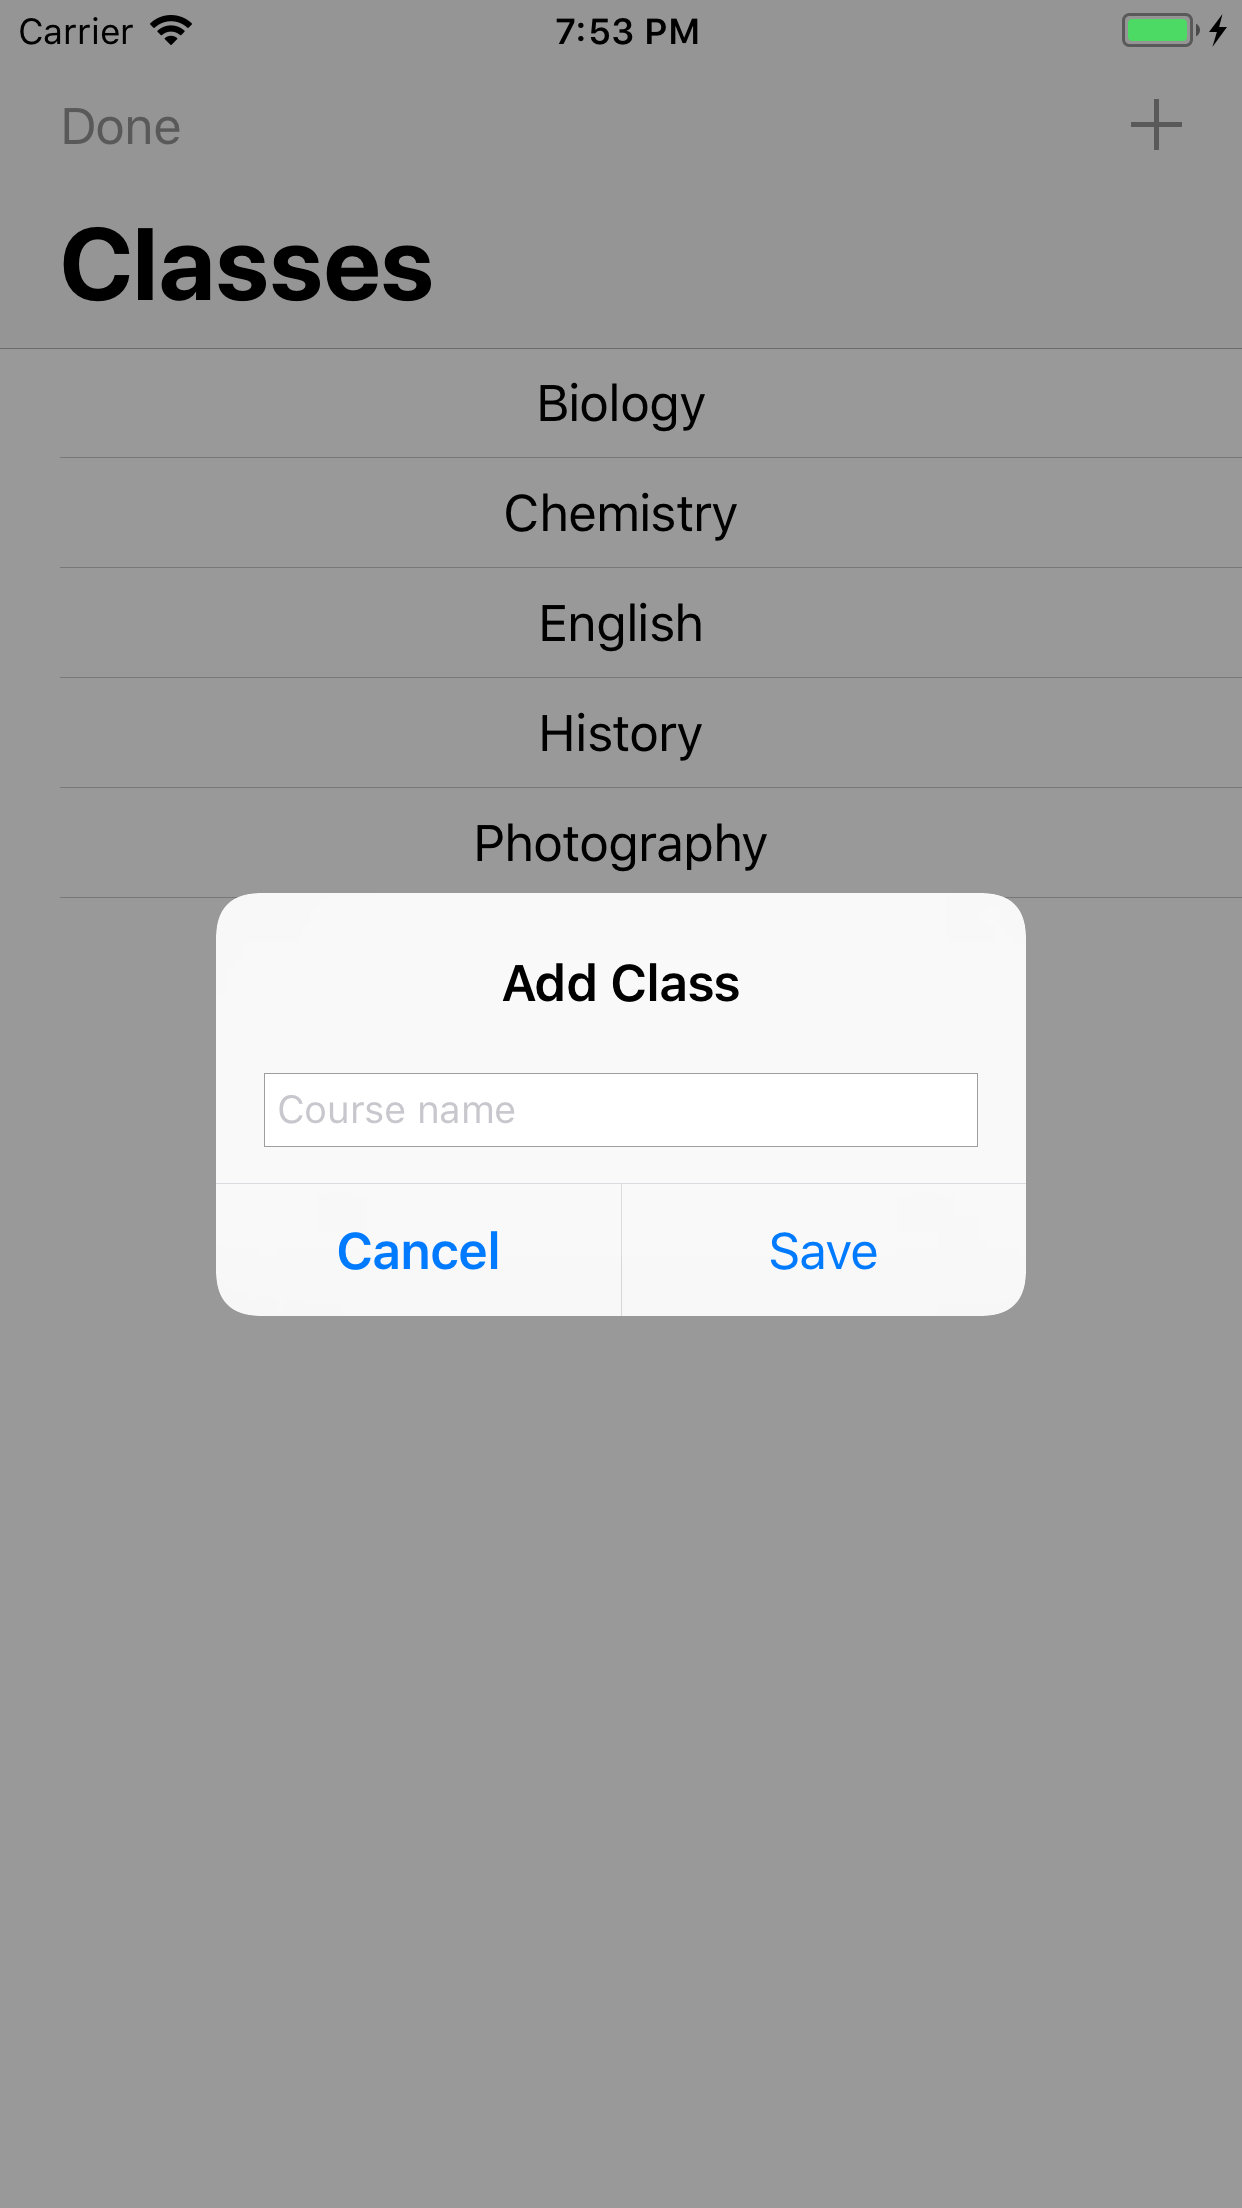 Carrier 7:53 PM
Done
Classes
Biology
Chemistry
English
History
Photography
Add Class
Course name
Cancel Save